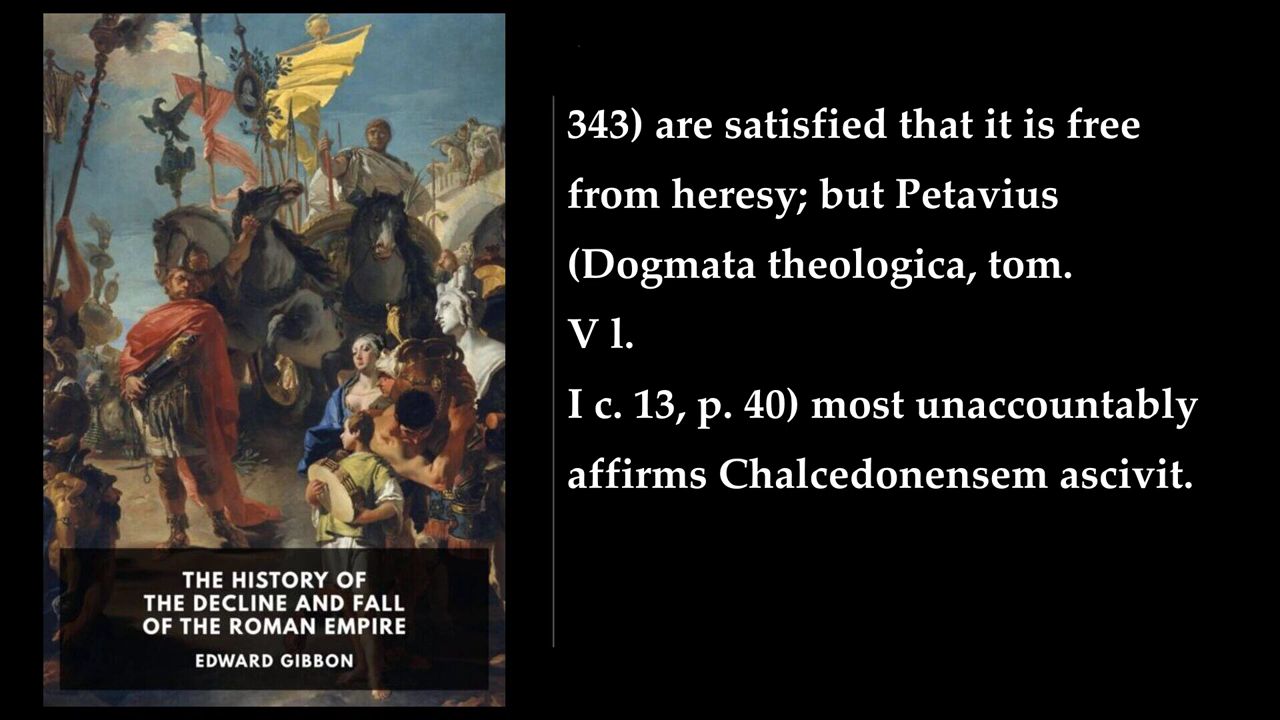 343) are satisfied that it is free
from heresy; but Petavius
(Dogmata theologica, tom.
V l.
I c. 13, p. 40) most unaccountably
affirms Chalcedonensem ascivit.
THE HISTORY OF
THE DECLINE AND FALL
OF THE ROMAN EMPIRE
EDWARD GIBBON